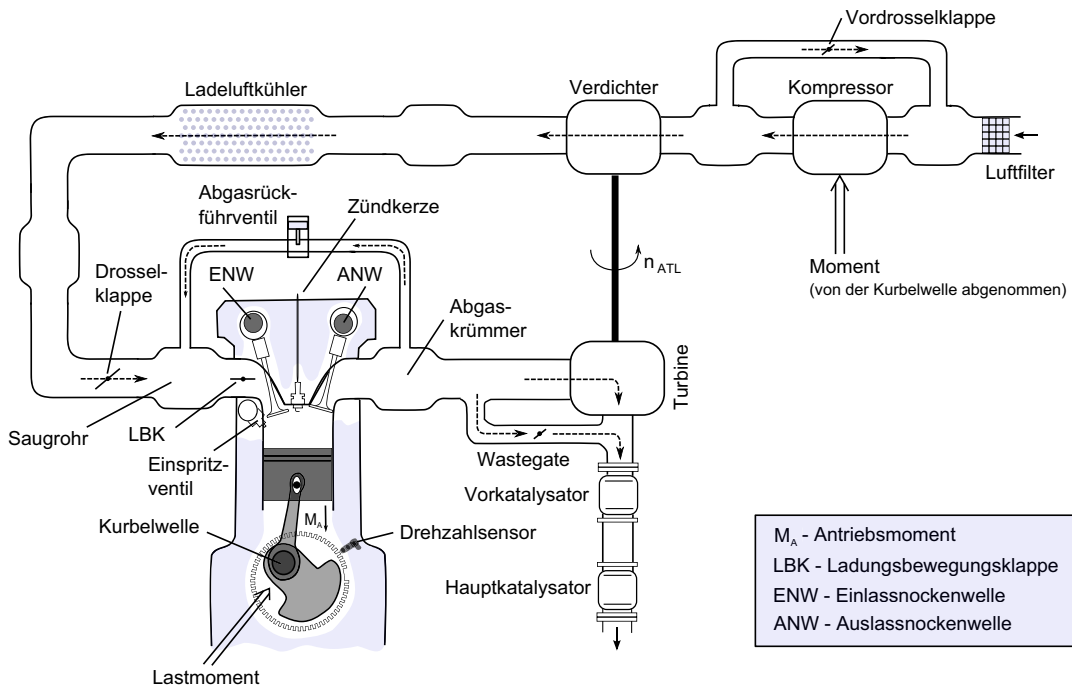 Vordrosselklappe
Ladeluftkühler
Verdichter
Kompressor
Luftfilter
Abgasrück-
führventil
Zündkerze
Drossel-
klappe
ENW
ANW
n ATL
Moment
(von der Kurbelwelle abgenommen)
Abgas-
krümmer
Turbine
Saugrohr
LBK
Einspritz-
ventil
Wastegate
Vorkatalysator
MA
Kurbelwelle
Drehzahlsensor
Hauptkatalysator
Lastmoment
MA - Antriebsmoment
LBK - Ladungsbewegungsklappe
ENW - Einlassnockenwelle
ANW - Auslassnockenwelle